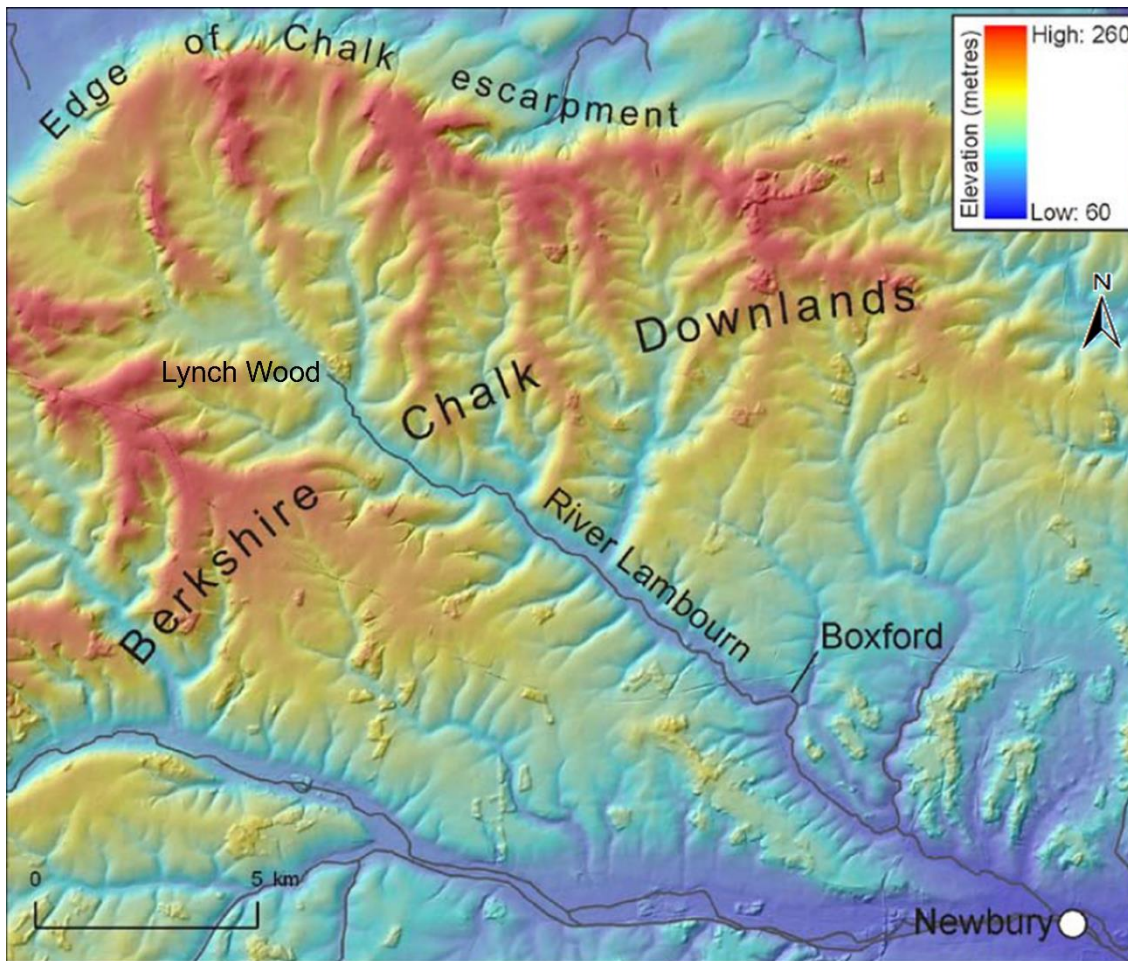 Edge of Chalk escarpment
High: 260
Elevation (metres)
Low: 60
N
Downlands
Lynch Wood
Chalk
Berkshire
River Lambourn
Boxford
0 5 km
Newbury